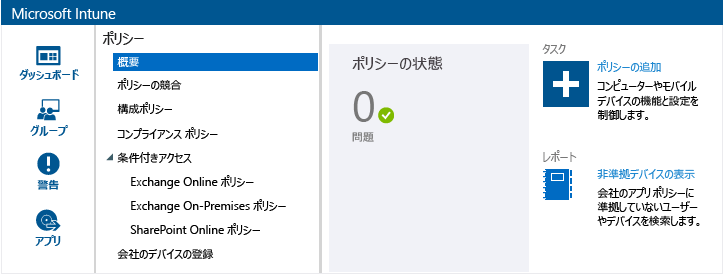 Microsoft Intune
ダッシュボード
グループ
警告
アプリ
ポリシー
概要
ポリシーの競合
構成ポリシー
コンプライアンス ポリシー
条件付きアクセス
Exchange Online ポリシー
Exchange On-Premises ポリシー
SharePoint Online ポリシー
会社のデバイスの登録
ポリシーの状態
0
問題
タスク
ポリシーの追加
コンピューターやモバイル
デバイスの機能と設定を
制御します。
レポート
非準拠デバイスの表示
会社のアプリ ポリシーに
準拠していないユーザー
やデバイスを検索します。